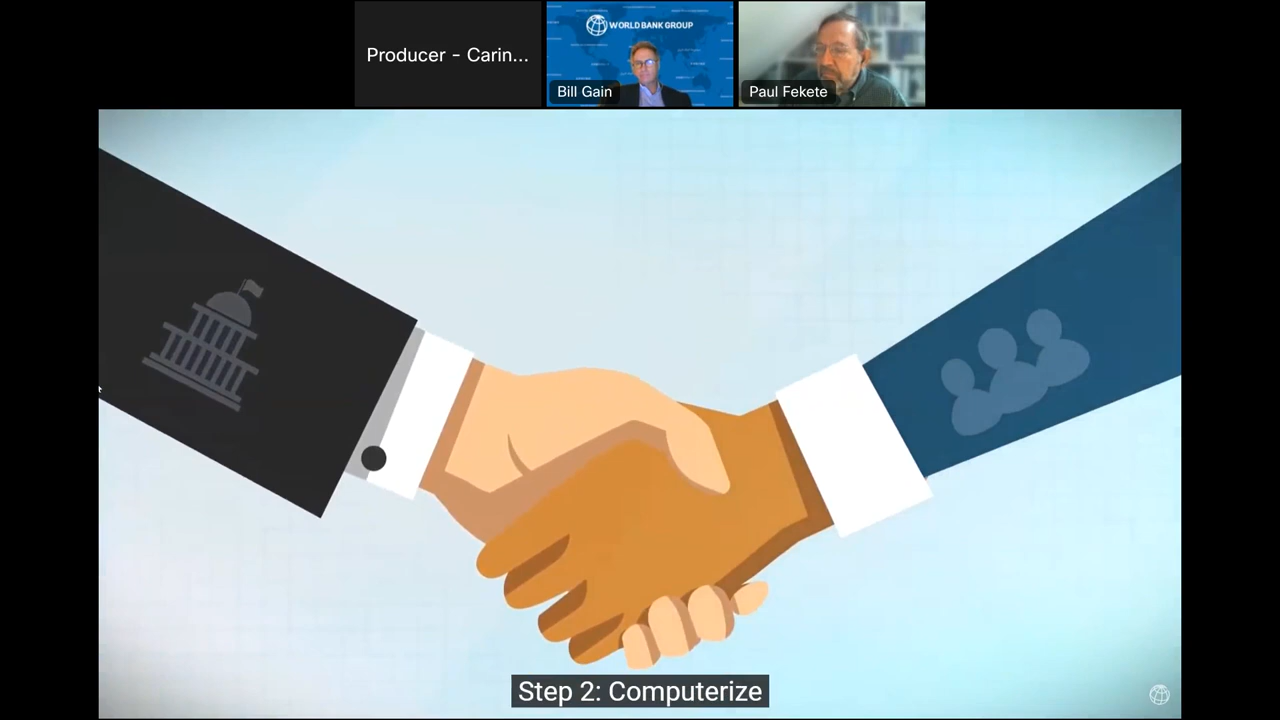 Producer - Carin...
WORLD BANK GROUP
Bill Gain
Paul Fekete
Step 2: Computerize